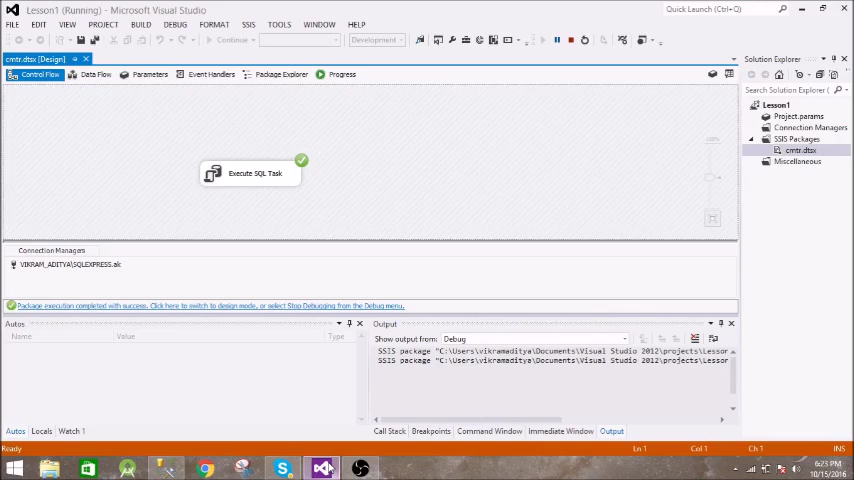 Lesson1 (Running) - Microsoft Visual Studio
Quick Launch (Ctrl+Q)
FILE EDIT VIEW PROJECT BUILD DEBUG FORMAT SSIS TOOLS WINDOW HELP
Continue
Development
cmtr.dtsx [Design]
Control Flow
Data Flow
Parameters
Event Handlers
Package Explorer
Progress
Execute SQL Task
100%
Connection Managers
VIKRAM_ADITYA\SQLEXPRESS.ak
Package execution completed with success. Click here to switch to design mode, or select Stop Debugging from the Debug menu.
Autos
Name Value Type
Autos Locals Watch 1
Output
Show output from: Debug
SSIS package "C:\Users\vikramaditya\Documents\Visual Studio 2012\projects\Lesson
SSIS package "C:\Users\vikramaditya\Documents\Visual Studio 2012\projects\Lesson
Call Stack Breakpoints Command Window Immediate Window Output
Solution Explorer
Search Solution Explorer (
Lesson1
Project.params
Connection Managers
SSIS Packages
cmtr.dtsx
Miscellaneous
Ready Ln 1 Col 1 Ch 1 INS
6:23 PM
10/15/2016